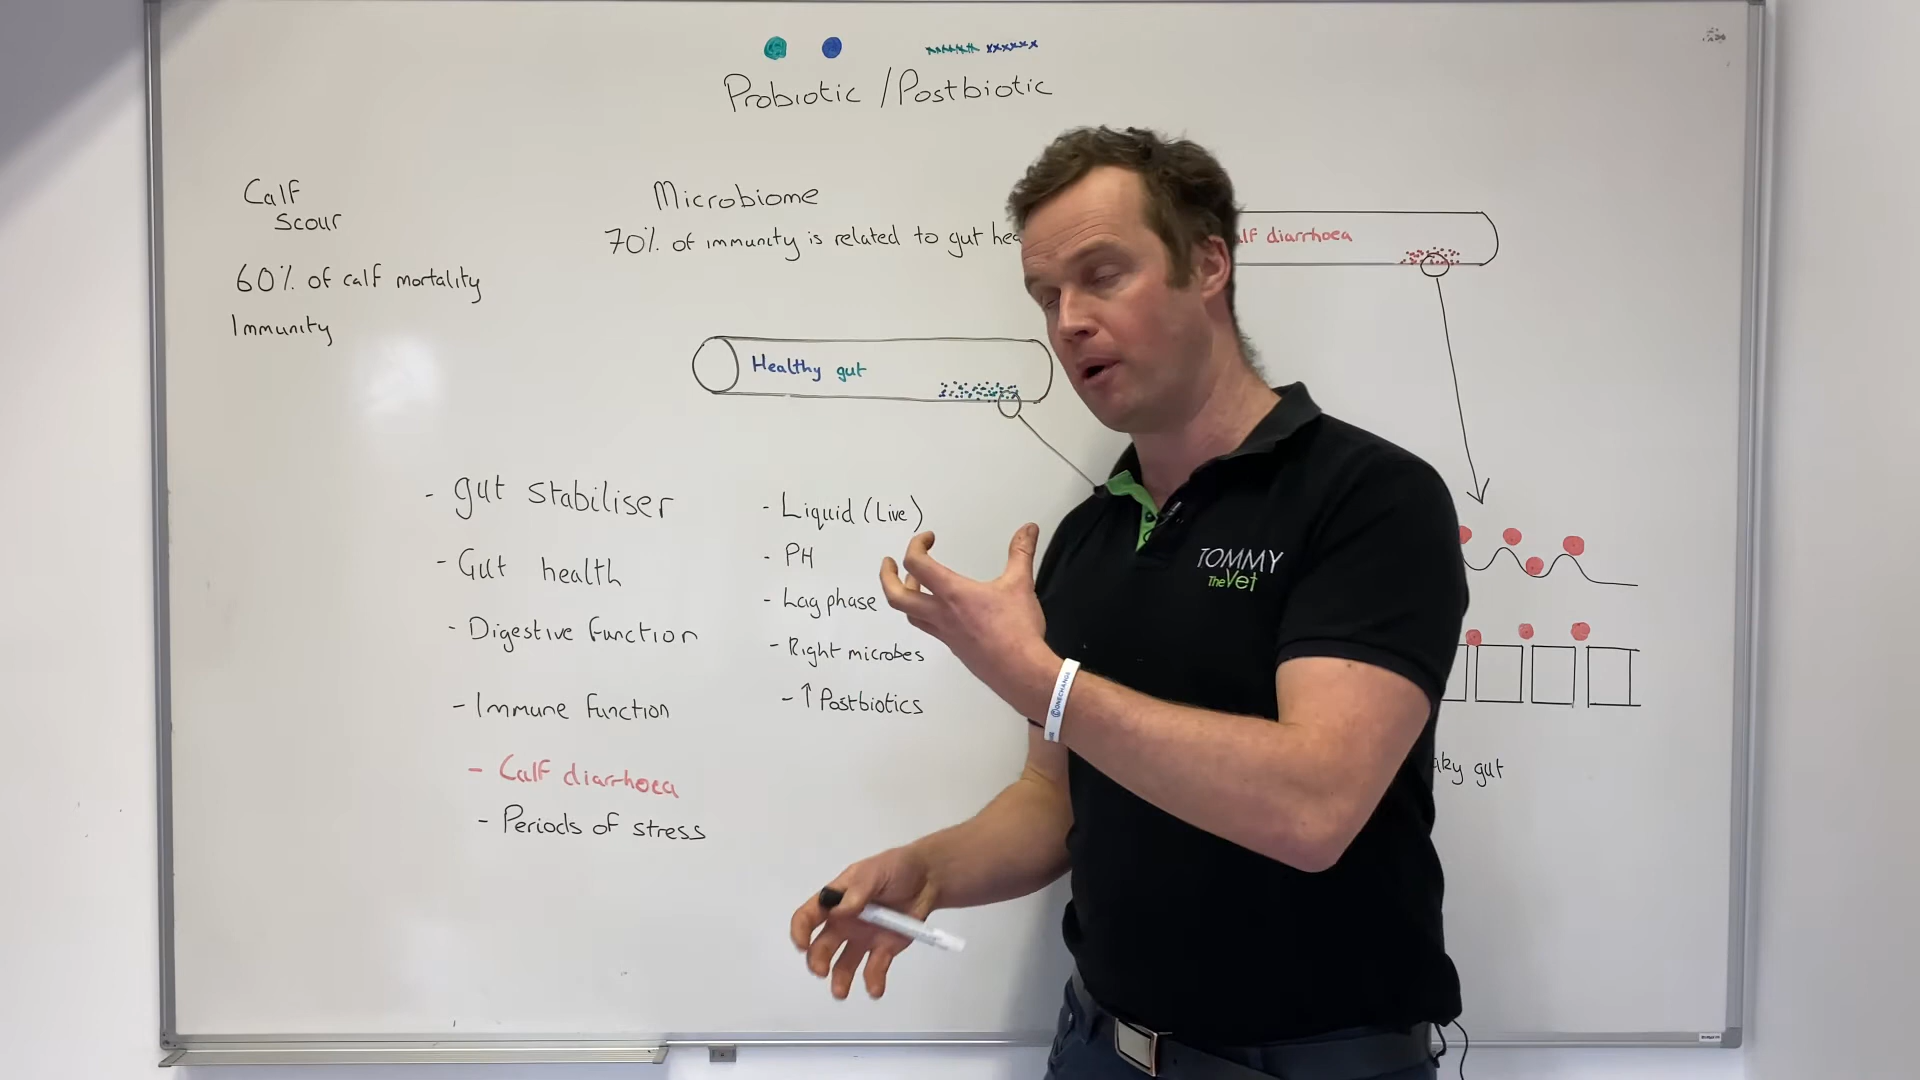 Probiotic / Postbiotic
Calf
Scour
60% of calf mortality
Immunity
Microbiome
70% of immunity is related to gut hea
lf diarrhoea
Healthy gut
- Gut stabiliser
- Gut health
- Digestive function
- Immune function
- Calf diarrhoea
- Periods of stress
- Liquid (Live)
- PH
- Lag phase
- Right microbes
- ↑ Postbiotics
TOMMY
The Vet
©ONECHANGE
aky gut